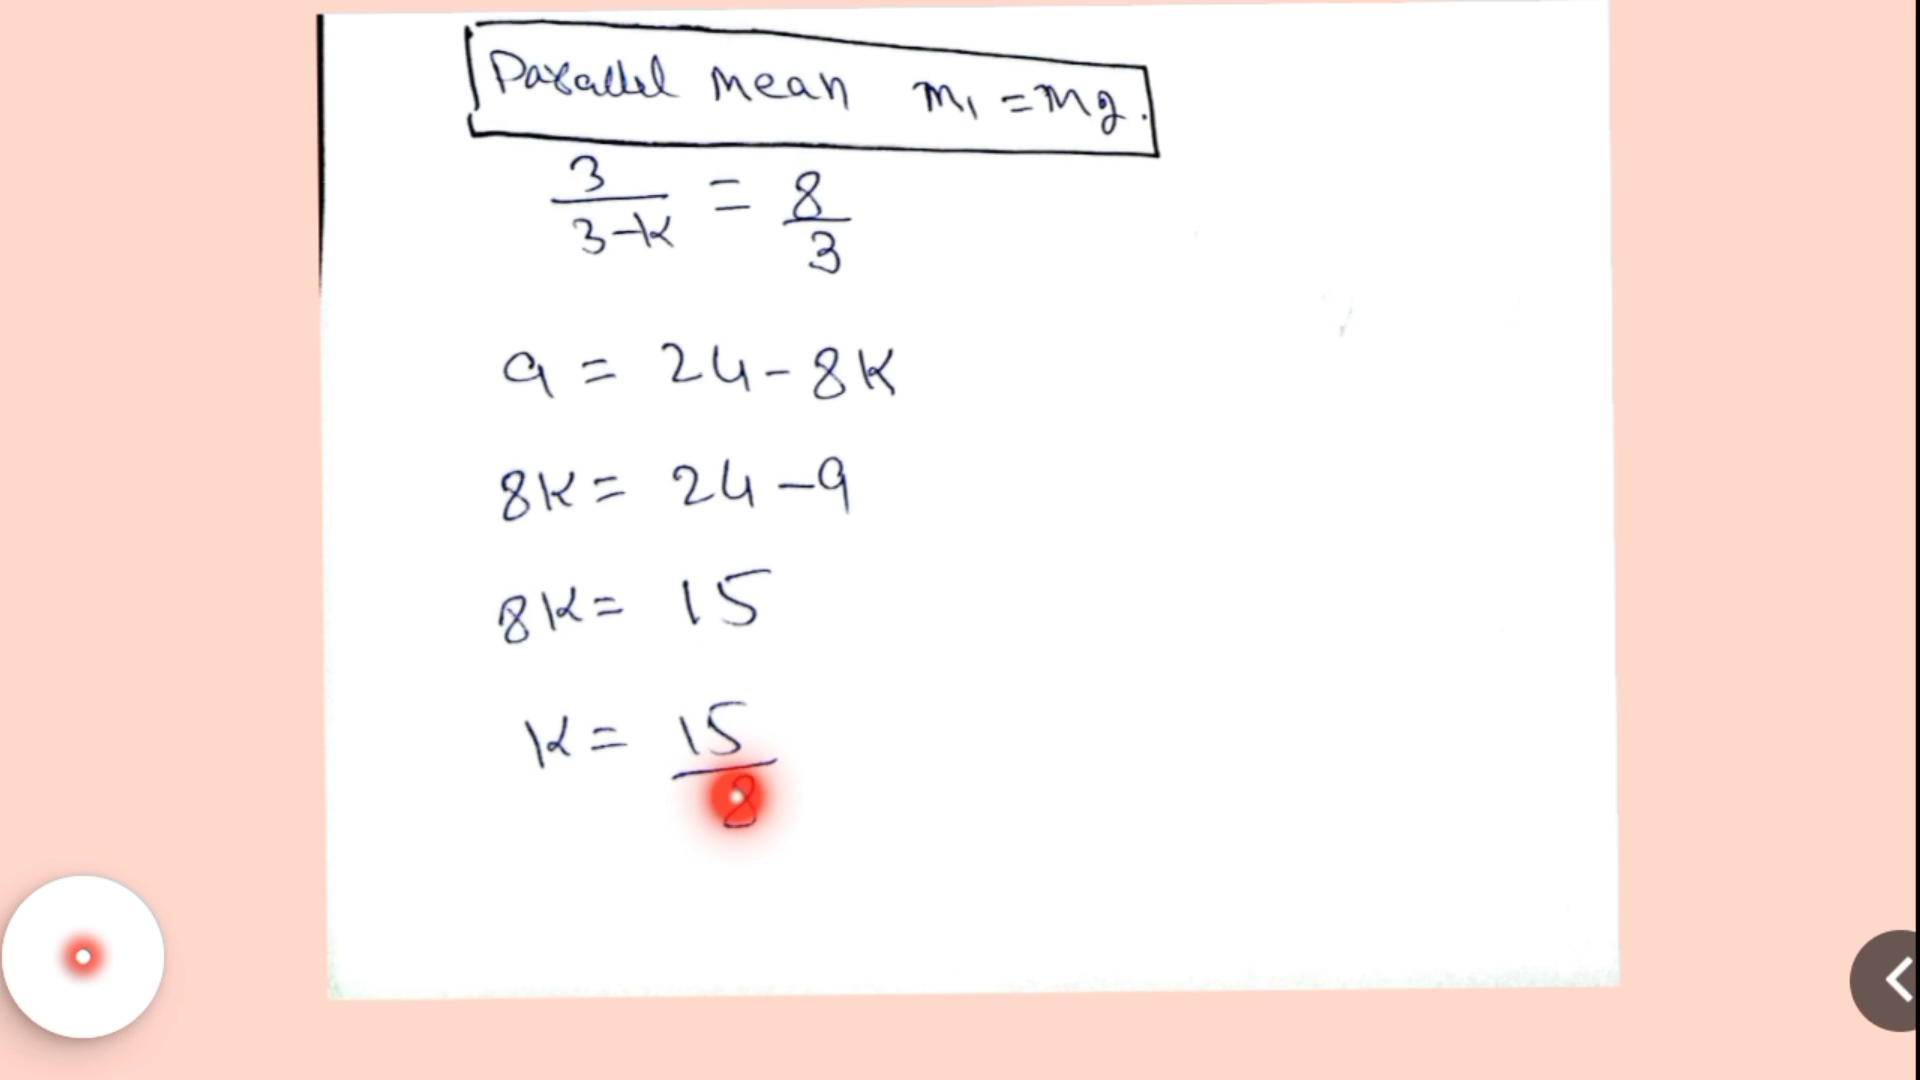 Parallel mean m₁ = m₂.
3/(3-k) = 8/3
9 = 24 - 8k
8k = 24 - 9
8k = 15
k = 15/8